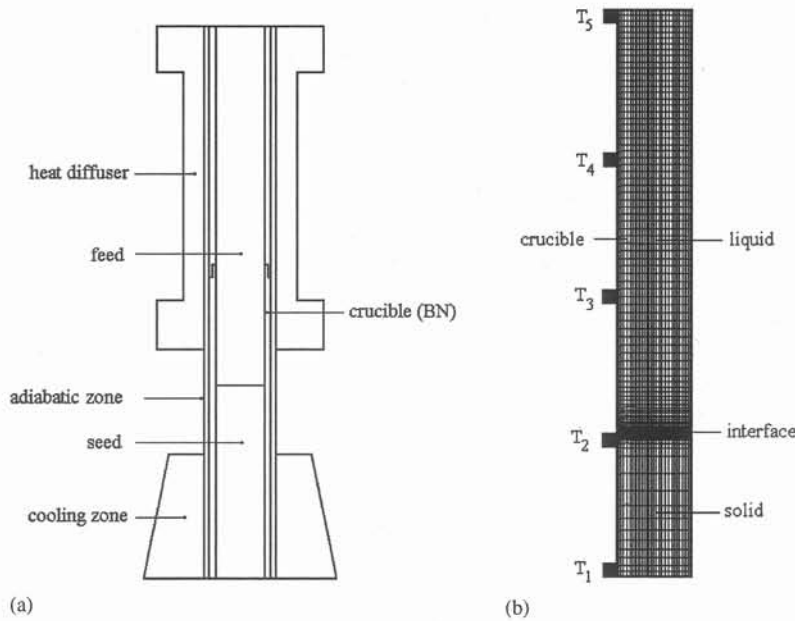 heat diffuser
feed
crucible (BN)
adiabatic zone
seed
cooling zone
(a)
T5
T4
crucible
liquid
T3
T2
interface
solid
T1
(b)